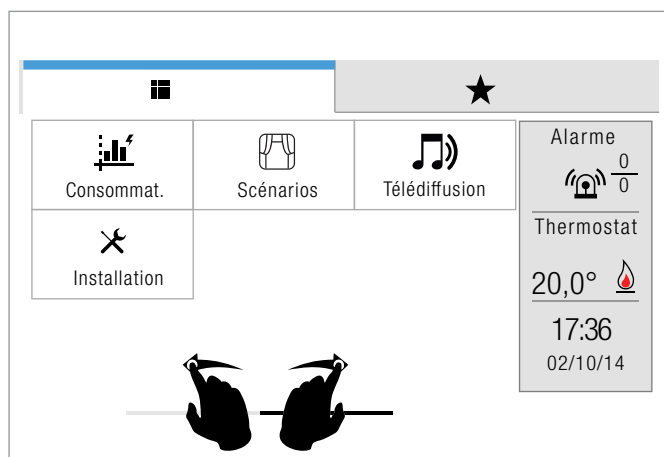 Consommat.
Scénarios
Télédiffusion
Installation
Alarme
0
0
Thermostat
20,0°
17:36
02/10/14